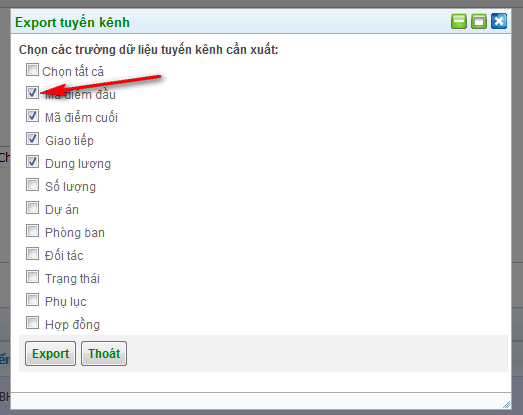 Export tuyến kênh
Chọn các trường dữ liệu tuyến kênh cần xuất:
Chọn tất cả
Mã điểm đầu
Mã điểm cuối
Giao tiếp
Dung lượng
Số lượng
Dự án
Phòng ban
Đối tác
Trạng thái
Phụ lục
Hợp đồng
Export Thoát